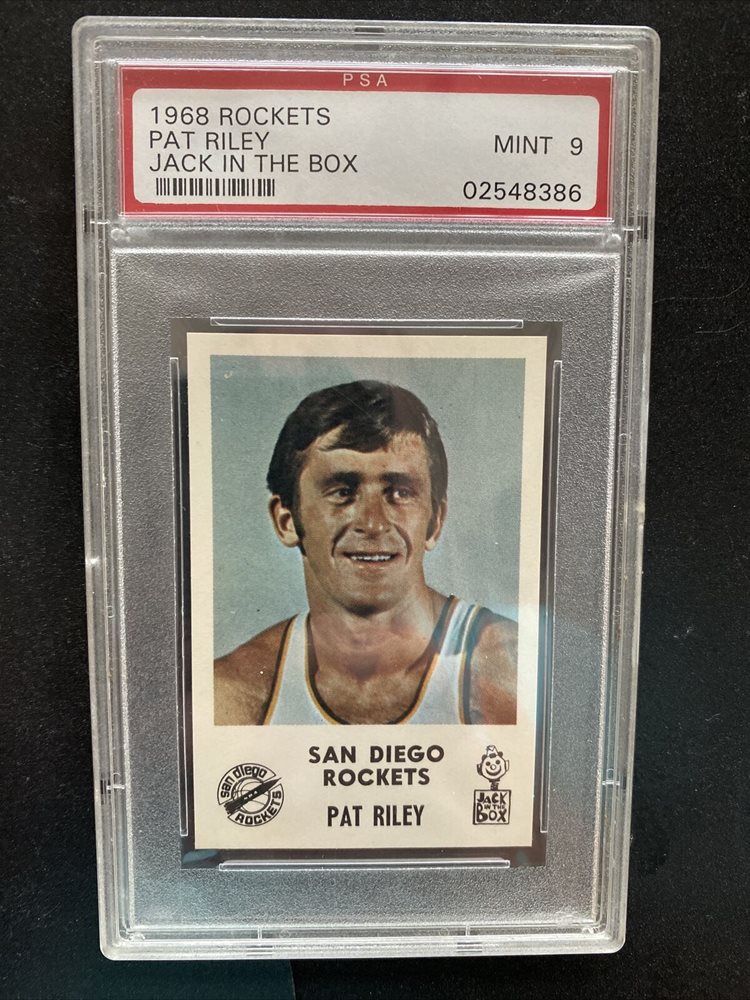 PSA
1968 ROCKETS
PAT RILEY MINT 9
JACK IN THE BOX
02548386
SAN DIEGO
ROCKETS
PAT RILEY
san diego
ROCKETS
JACK
IN THE
BOX